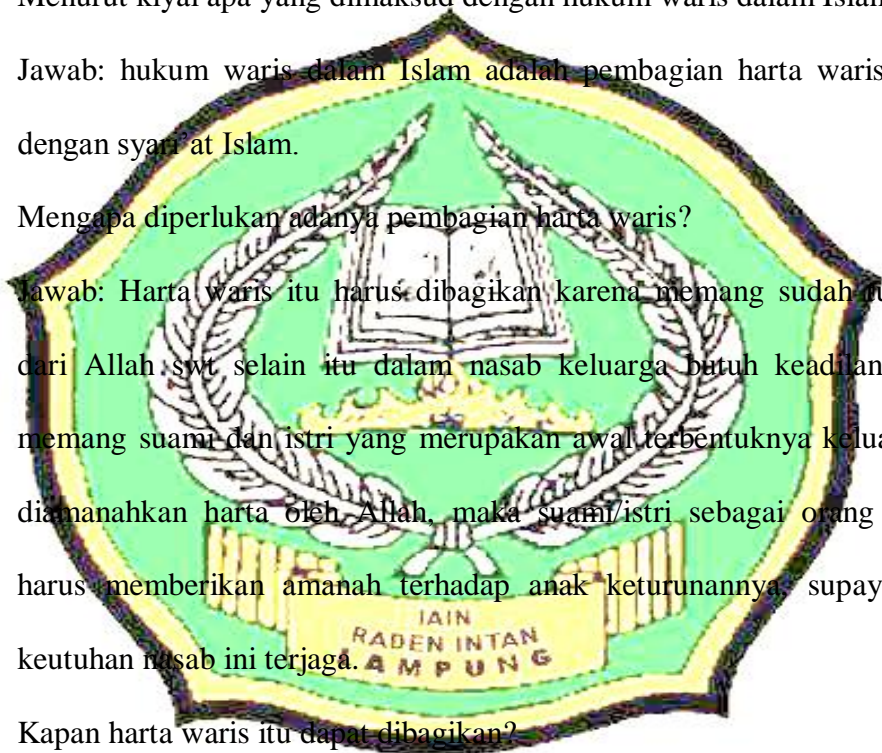 Menurut kiyai apa yang dimaksud dengan hukum waris dalam Islam
Jawab: hukum waris dalam Islam adalah pembagian harta waris
dengan syari'at Islam.
Mengapa diperlukan adanya pembagian harta waris?
Jawab: Harta waris itu harus dibagikan karena memang sudah
dari Allah swt selain itu dalam nasab keluarga butuh keadilan
memang suami dan istri yang merupakan awal terbentuknya
diamanahkan harta oleh Allah, maka suami/istri sebagai orang
harus memberikan amanah terhadap anak keturunannya,
keutuhan nasab ini terjaga.
Kapan harta waris itu dapat dibagikan?
IAIN
RADEN INTAN
LAMPUNG